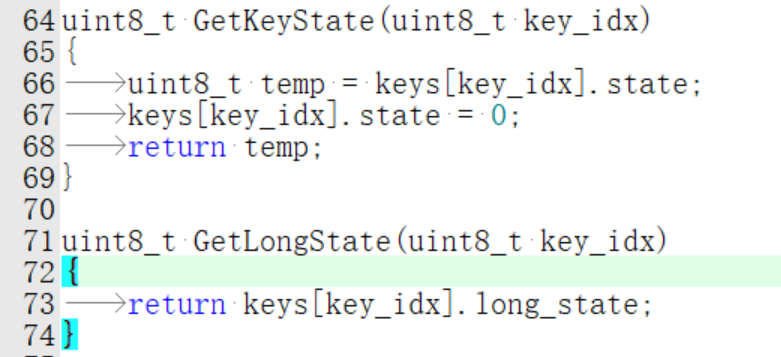 64 uint8_t GetKeyState(uint8_t key_idx)
65 {
66 	uint8_t temp = keys[key_idx].state;
67 	keys[key_idx].state = 0;
68 	return temp;
69 }
70
71 uint8_t GetLongState(uint8_t key_idx)
72 {
73 	return keys[key_idx].long_state;
74 }